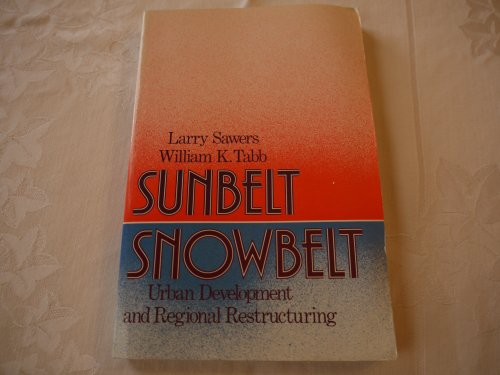 Larry Sawers
William K. Tabb
SUNBELT
SNOWBELT
Urban Development
and Regional Restructuring